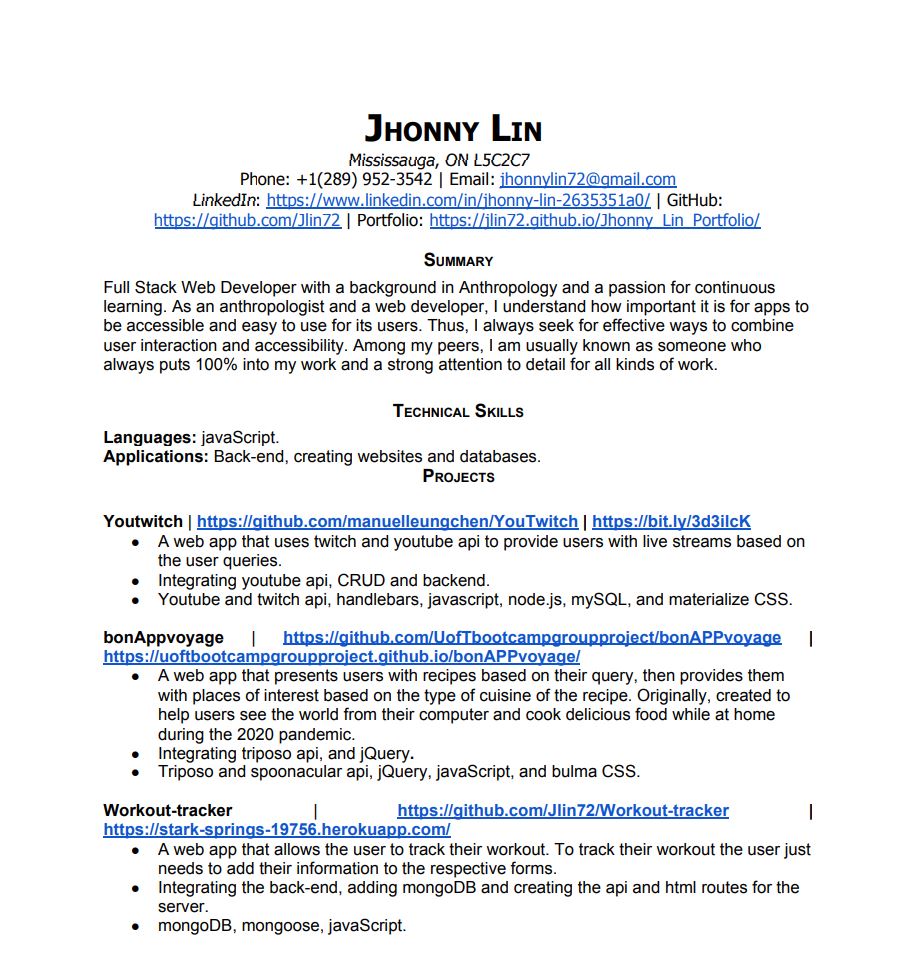 Jhonny Lin
Mississauga, ON L5C2C7
Phone: +1(289) 952-3542 | Email: jhonnylin72@gmail.com
LinkedIn: https://www.linkedin.com/in/jhonny-lin-2635351a0/ | GitHub:
https://github.com/Jlin72 | Portfolio: https://jlin72.github.io/Jhonny_Lin_Portfolio/
Summary
Full Stack Web Developer with a background in Anthropology and a passion for continuous
learning. As an anthropologist and a web developer, I understand how important it is for apps to
be accessible and easy to use for its users. Thus, I always seek for effective ways to combine
user interaction and accessibility. Among my peers, I am usually known as someone who
always puts 100% into my work and a strong attention to detail for all kinds of work.
Technical Skills
Languages: javaScript.
Applications: Back-end, creating websites and databases.
Projects
Youtwitch | https://github.com/manuelleungchen/YouTwitch | https://bit.ly/3d3ilcK
● A web app that uses twitch and youtube api to provide users with live streams based on
the user queries.
● Integrating youtube api, CRUD and backend.
● Youtube and twitch api, handlebars, javascript, node.js, mySQL, and materialize CSS.
bonAppvoyage | https://github.com/UofTbootcampgroupproject/bonAPPvoyage |
https://uoftbootcampgroupproject.github.io/bonAPPvoyage/
● A web app that presents users with recipes based on their query, then provides them
with places of interest based on the type of cuisine of the recipe. Originally, created to
help users see the world from their computer and cook delicious food while at home
during the 2020 pandemic.
● Integrating triposo api, and jQuery.
● Triposo and spoonacular api, jQuery, javaScript, and bulma CSS.
Workout-tracker | https://github.com/Jlin72/Workout-tracker |
https://stark-springs-19756.herokuapp.com/
● A web app that allows the user to track their workout. To track their workout the user just
needs to add their information to the respective forms.
● Integrating the back-end, adding mongoDB and creating the api and html routes for the
server.
● mongoDB, mongoose, javaScript.